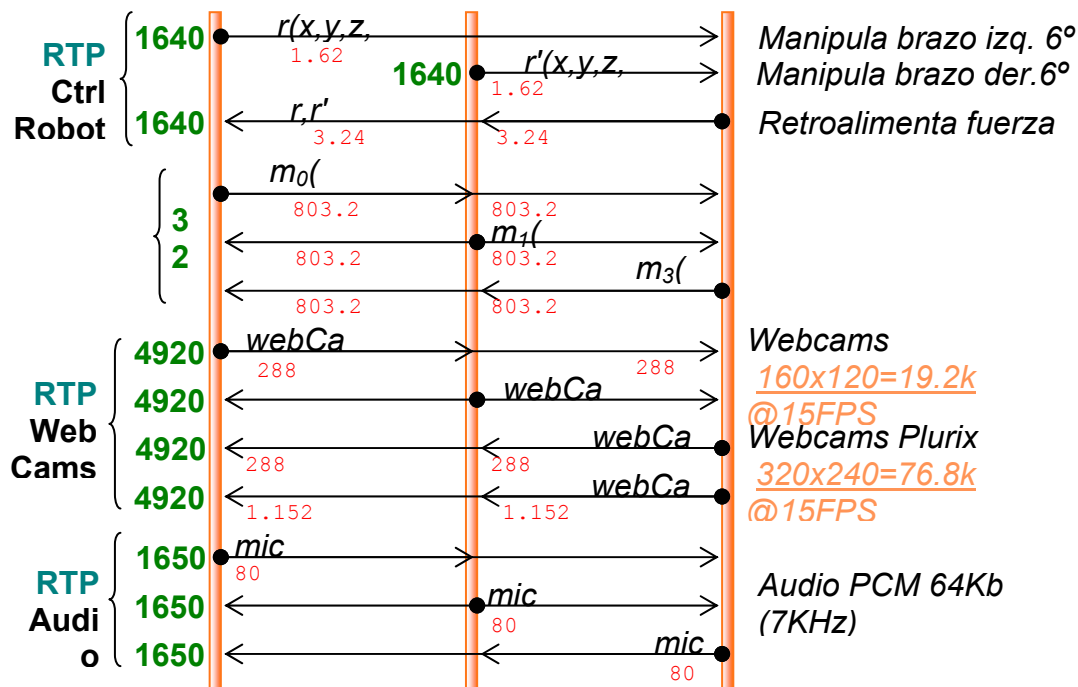 1640 r(x,y,z, Manipula brazo izq. 6º
1.62
RTP
Ctrl
Robot
1640 r'(x,y,z, Manipula brazo der.6º
1.62
1640 r,r' Retroalimenta fuerza
3.24 3.24
m0(
803.2 803.2
3
2
m1(
803.2 803.2
m3(
803.2 803.2
4920 webCa Webcams
288 288
160x120=19.2k
@15FPS
RTP
Web
Cams
4920 webCa
4920 webCa Webcams Plurix
288 288
320x240=76.8k
@15FPS
4920 webCa
1.152 1.152
1650 mic
80
RTP
Audi
o
1650 mic
80
Audio PCM 64Kb
(7KHz)
1650 mic
80